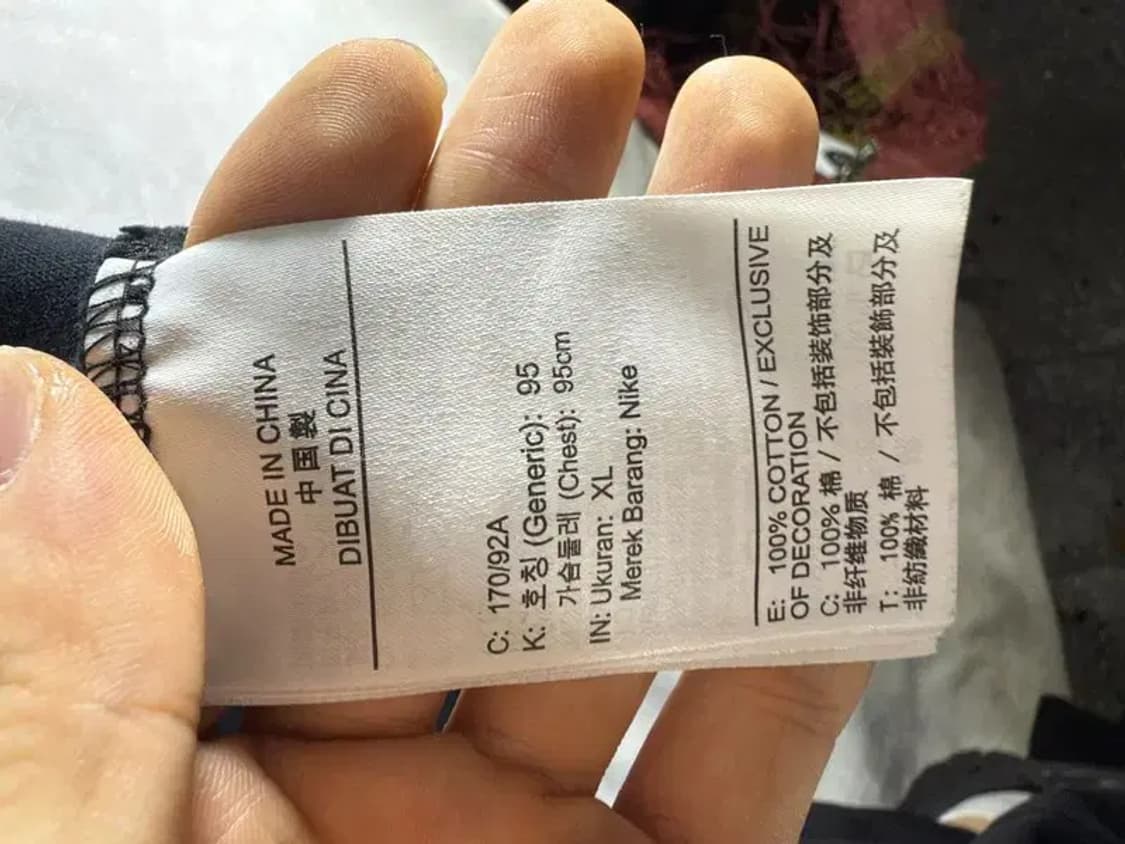 MADE IN CHINA
中国製
DIBUAT DI CINA
C: 170/92A
K: 호칭 (Generic): 95
가슴둘레 (Chest): 95cm
IN: Ukuran: XL
Merek Barang: Nike
E: 100% COTTON / EXCLUSIVE
OF DECORATION
C: 100% 棉 / 不包括装饰部分及
非纤维物质
T: 100% 棉 / 不包括裝飾部分及
非紡織材料